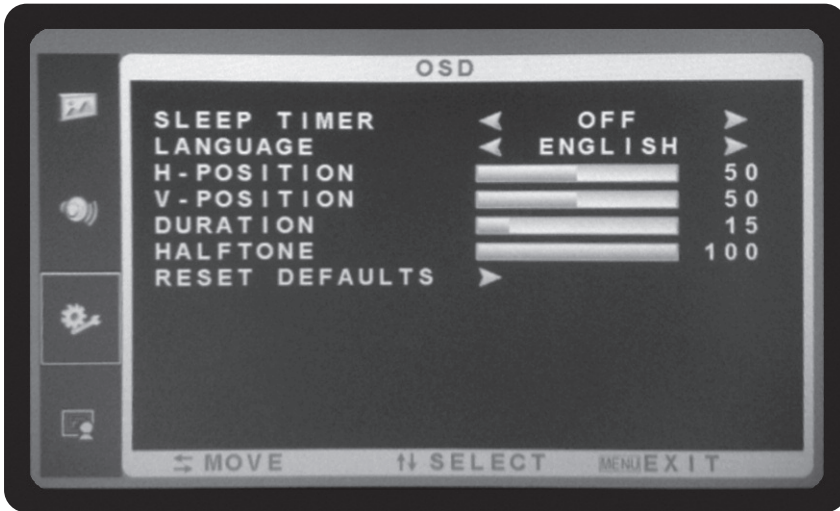 OSD
SLEEP TIMER OFF
LANGUAGE ENGLISH
H-POSITION 50
V-POSITION 50
DURATION 15
HALFTONE 100
RESET DEFAULTS
MOVE SELECT MENU EXIT